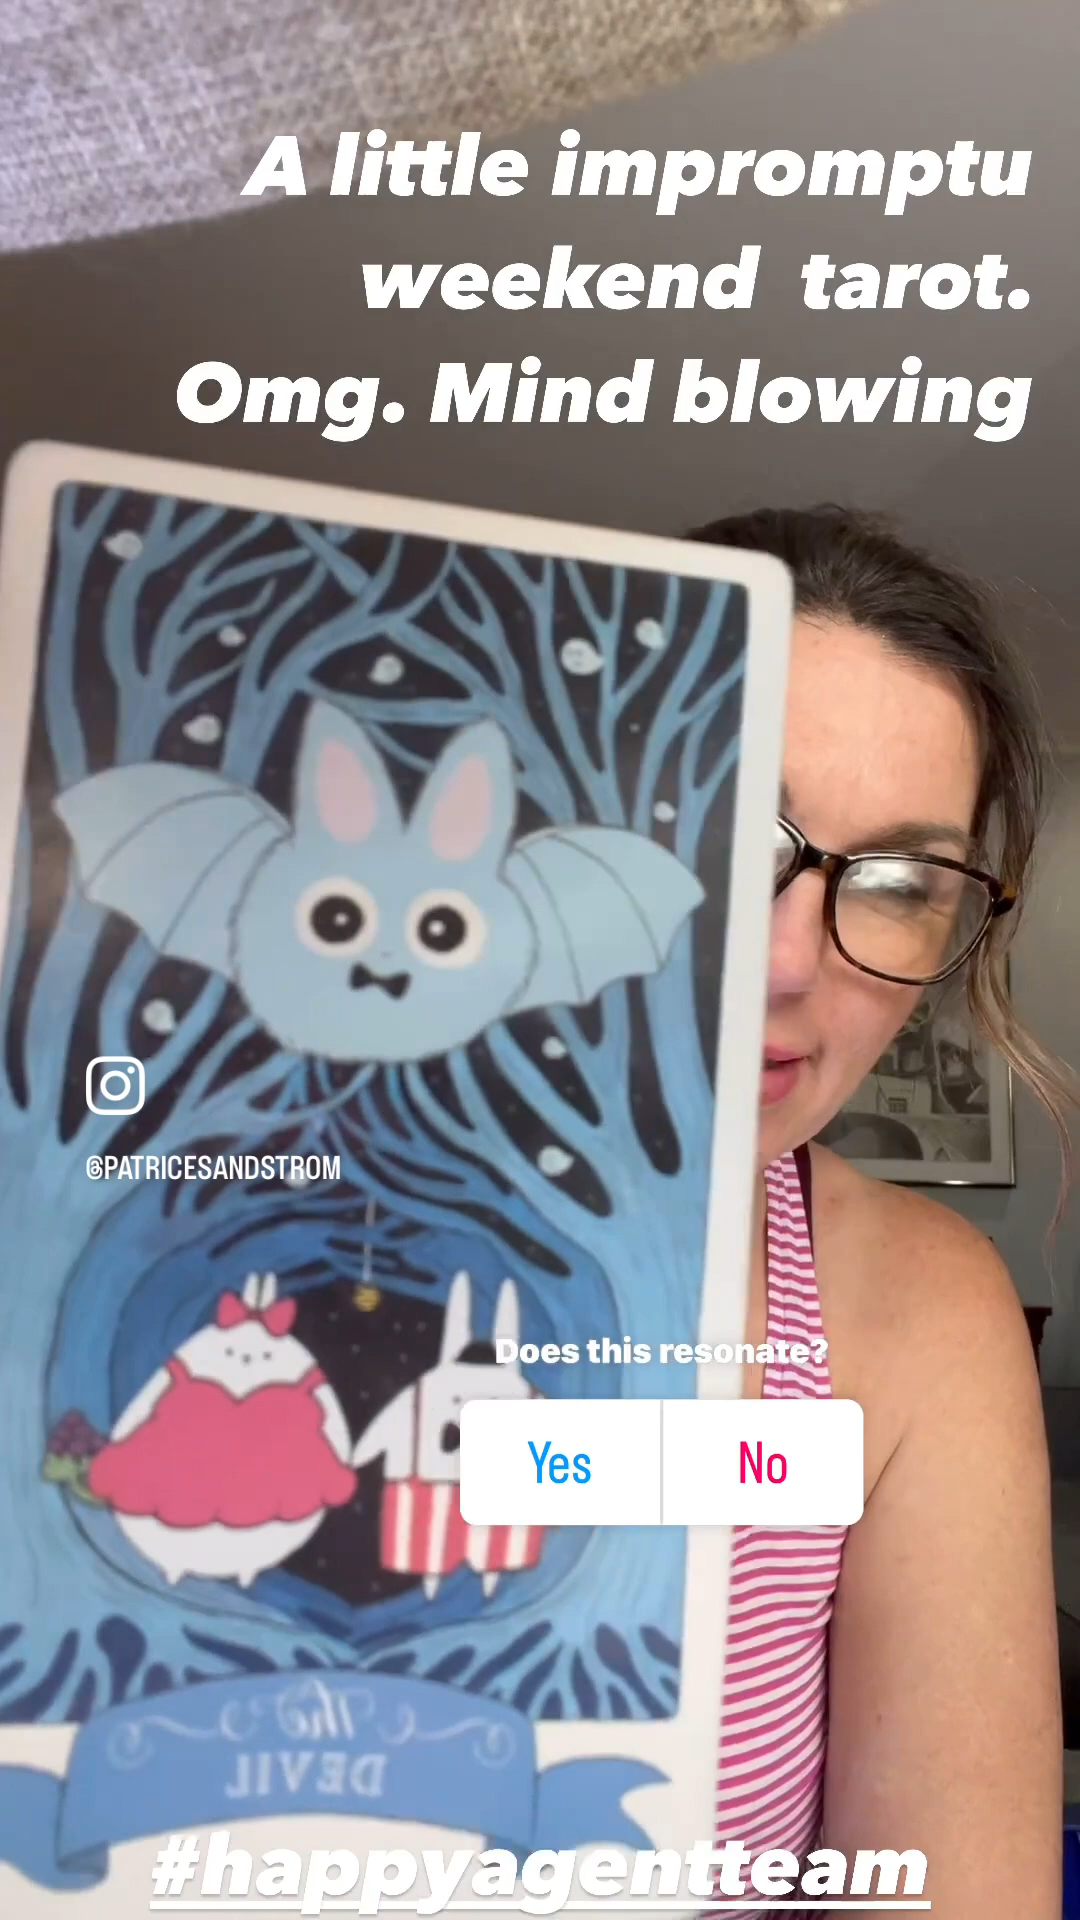 A little impromptu
weekend tarot.
Omg. Mind blowing
@PATRICESANDSTROM
Does this resonate?
Yes No
The
DEVIL
#happyagentteam